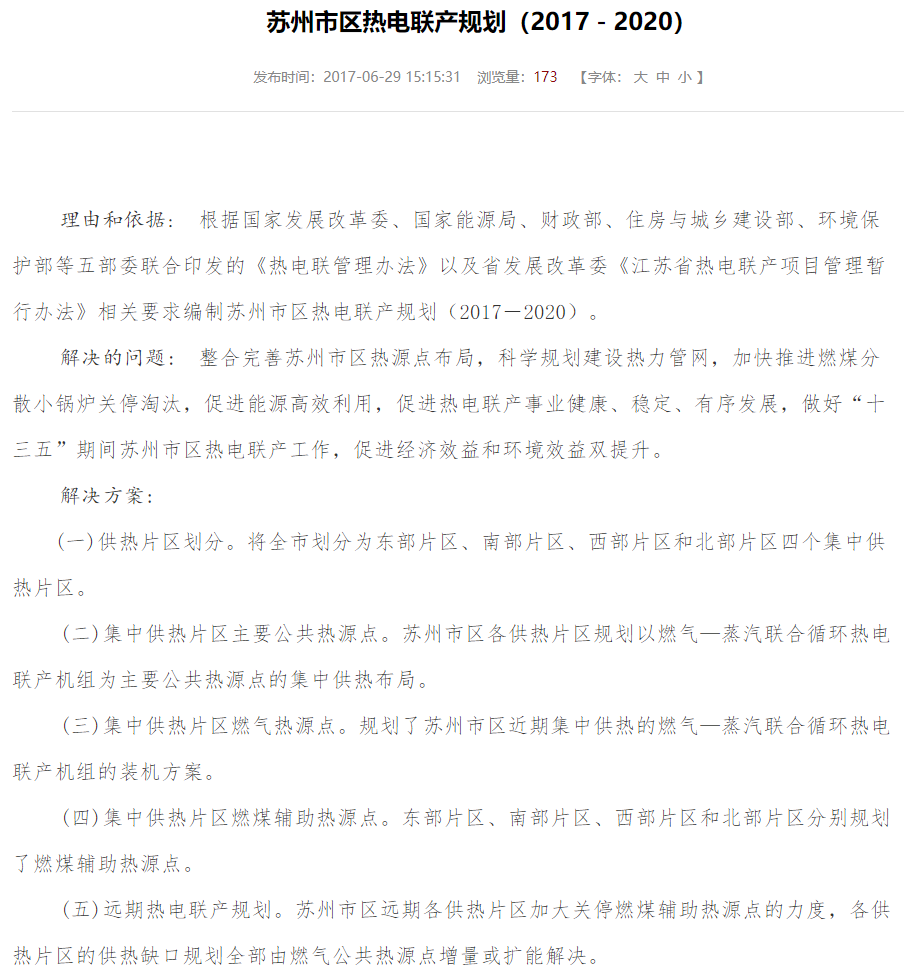 苏州市区热电联产规划（2017－2020）
发布时间：2017-06-29 15:15:31 浏览量：173 【字体： 大 中 小 】
理由和依据： 根据国家发展改革委、国家能源局、财政部、住房与城乡建设部、环境保
护部等五部委联合印发的《热电联管理办法》以及省发展改革委《江苏省热电联产项目管理暂
行办法》相关要求编制苏州市区热电联产规划（2017－2020）。
解决的问题： 整合完善苏州市区热源点布局，科学规划建设热力管网，加快推进燃煤分
散小锅炉关停淘汰，促进能源高效利用，促进热电联产事业健康、稳定、有序发展，做好“十
三五”期间苏州市区热电联产工作，促进经济效益和环境效益双提升。
解决方案：
(一)供热片区划分。将全市划分为东部片区、南部片区、西部片区和北部片区四个集中供
热片区。
(二)集中供热片区主要公共热源点。苏州市区各供热片区规划以燃气—蒸汽联合循环热电
联产机组为主要公共热源点的集中供热布局。
(三)集中供热片区燃气热源点。规划了苏州市区近期集中供热的燃气—蒸汽联合循环热电
联产机组的装机方案。
(四)集中供热片区燃煤辅助热源点。东部片区、南部片区、西部片区和北部片区分别规划
了燃煤辅助热源点。
(五)远期热电联产规划。苏州市区远期各供热片区加大关停燃煤辅助热源点的力度，各供
热片区的供热缺口规划全部由燃气公共热源点增量或扩能解决。